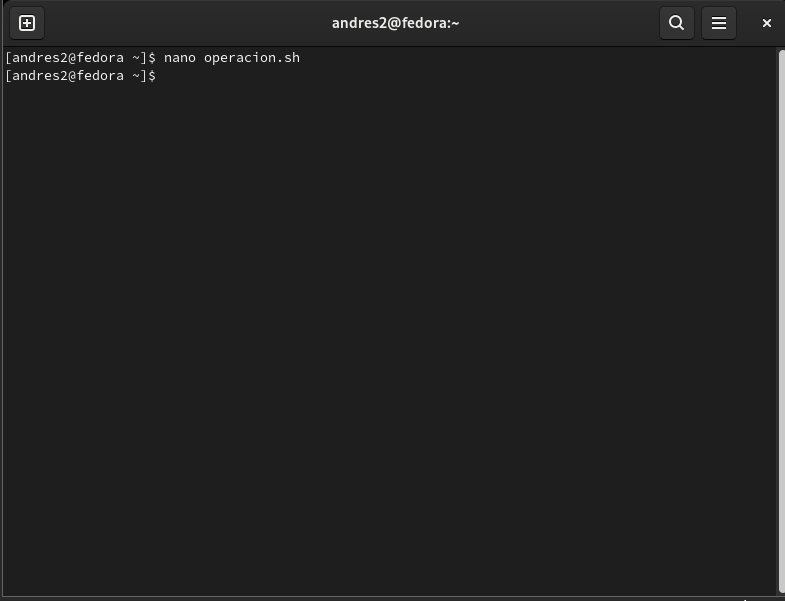 andres2@fedora:~
[andres2@fedora ~]$ nano operacion.sh
[andres2@fedora ~]$